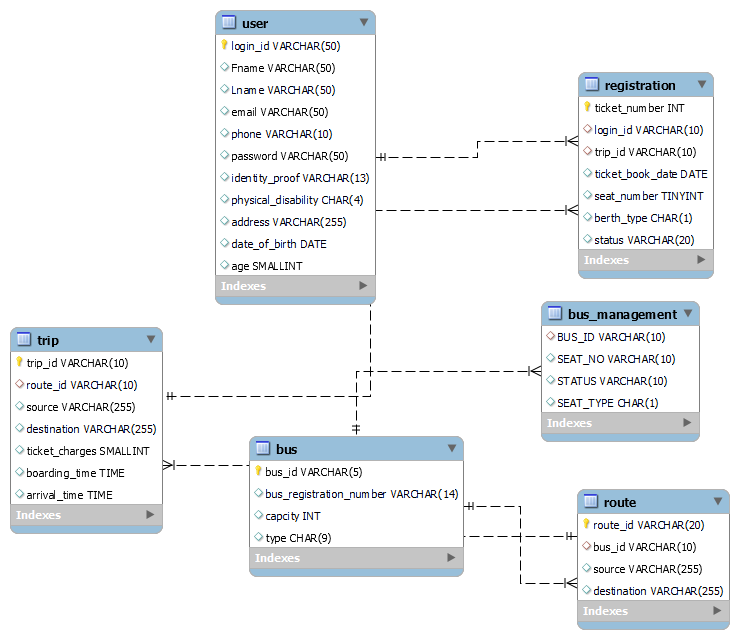 user
login_id VARCHAR(50)
Fname VARCHAR(50)
Lname VARCHAR(50)
email VARCHAR(50)
phone VARCHAR(10)
password VARCHAR(50)
identity_proof VARCHAR(13)
physical_disability CHAR(4)
address VARCHAR(255)
date_of_birth DATE
age SMALLINT
Indexes
registration
ticket_number INT
login_id VARCHAR(10)
trip_id VARCHAR(10)
ticket_book_date DATE
seat_number TINYINT
berth_type CHAR(1)
status VARCHAR(20)
Indexes
bus_management
BUS_ID VARCHAR(10)
SEAT_NO VARCHAR(10)
STATUS VARCHAR(10)
SEAT_TYPE CHAR(1)
Indexes
trip
trip_id VARCHAR(10)
route_id VARCHAR(10)
source VARCHAR(255)
destination VARCHAR(255)
ticket_charges SMALLINT
boarding_time TIME
arrival_time TIME
Indexes
bus
bus_id VARCHAR(5)
bus_registration_number VARCHAR(14)
capcity INT
type CHAR(9)
Indexes
route
route_id VARCHAR(20)
bus_id VARCHAR(10)
source VARCHAR(255)
destination VARCHAR(255)
Indexes